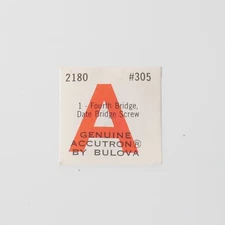 2180 #305
A
1 - Fourth Bridge,
Date Bridge Screw
GENUINE
ACCUTRON®
BY BULOVA